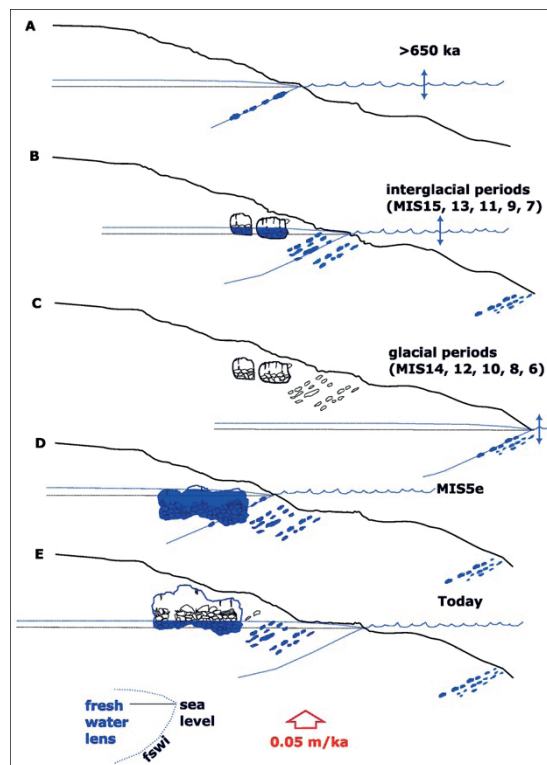 A
>650 ka
B
interglacial periods
(MIS15, 13, 11, 9, 7)
C
glacial periods
(MIS14, 12, 10, 8, 6)
D
MIS5e
E
Today
fresh
water
lens
sea
level
fswi
0.05 m/ka